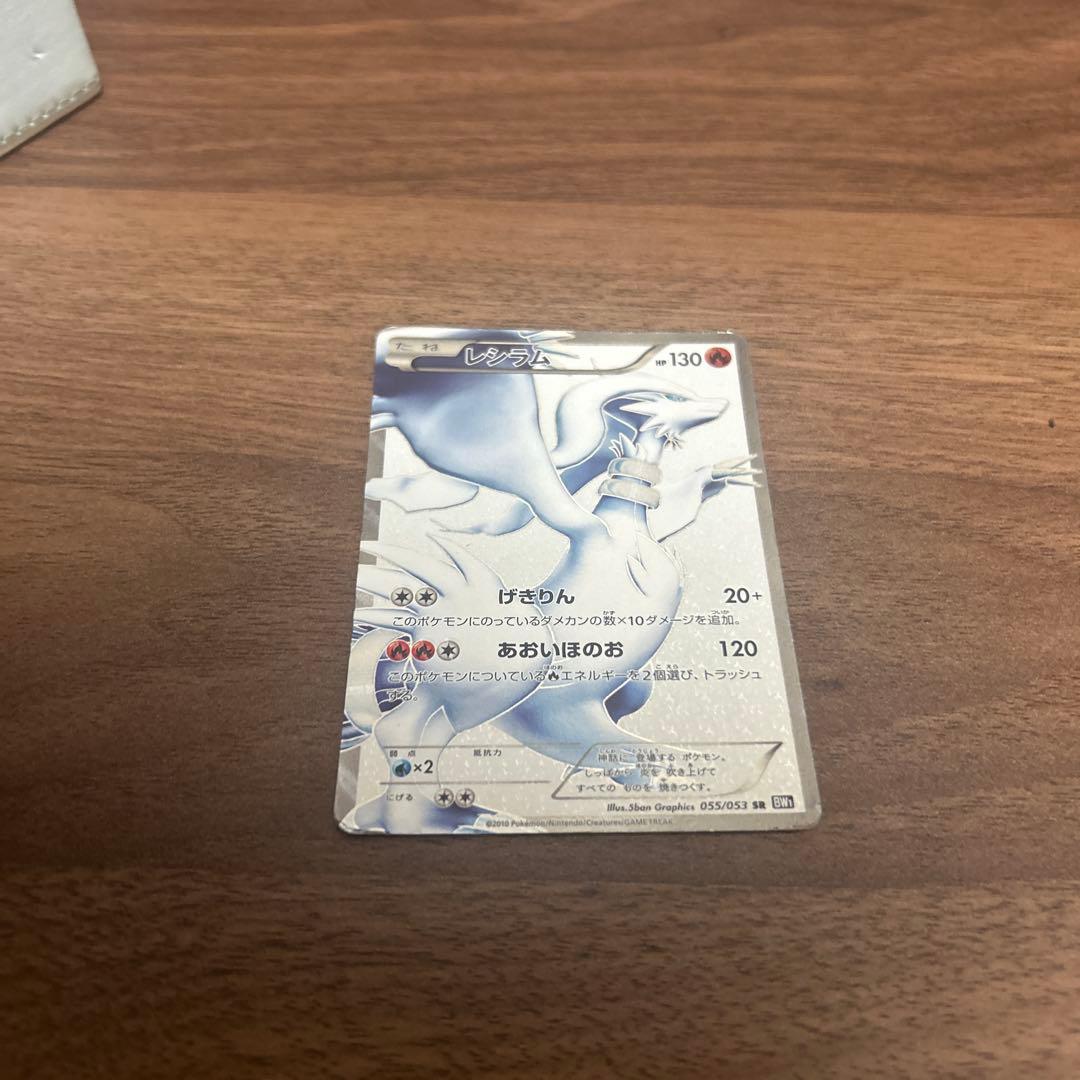 たね レシラム HP130
げきりん 20+
このポケモンにのっているダメカンの数×10ダメージを追加。
あおいほのお 120
このポケモンについている エネルギーを2個選び、トラッシュ
する。
弱点 抵抗力
×2
にげる
神話に 登場する ポケモン。
しっぽから 炎を 吹き上げて
すべての ものを 焼きつくす。
Illus.5ban Graphics 055/053 SR BW1
©2010 Pokémon/Nintendo/Creatures/GAME FREAK